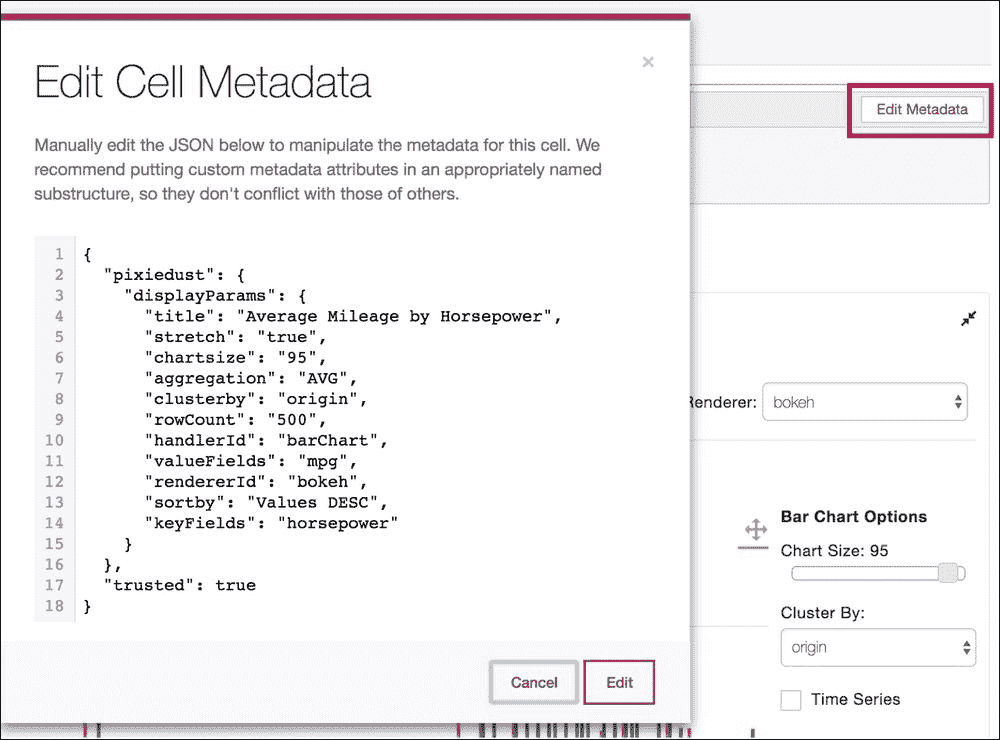 Edit Cell Metadata
×
Manually edit the JSON below to manipulate the metadata for this cell. We
recommend putting custom metadata attributes in an appropriately named
substructure, so they don't conflict with those of others.
1 {
2   "pixiedust": {
3     "displayParams": {
4       "title": "Average Mileage by Horsepower",
5       "stretch": "true",
6       "chartsize": "95",
7       "aggregation": "AVG",
8       "clusterby": "origin",
9       "rowCount": "500",
10       "handlerId": "barChart",
11       "valueFields": "mpg",
12       "rendererId": "bokeh",
13       "sortby": "Values DESC",
14       "keyFields": "horsepower"
15     }
16   },
17   "trusted": true
18 }
Cancel
Edit
Edit Metadata
Renderer:
bokeh
Bar Chart Options
Chart Size: 95
Cluster By:
origin
Time Series